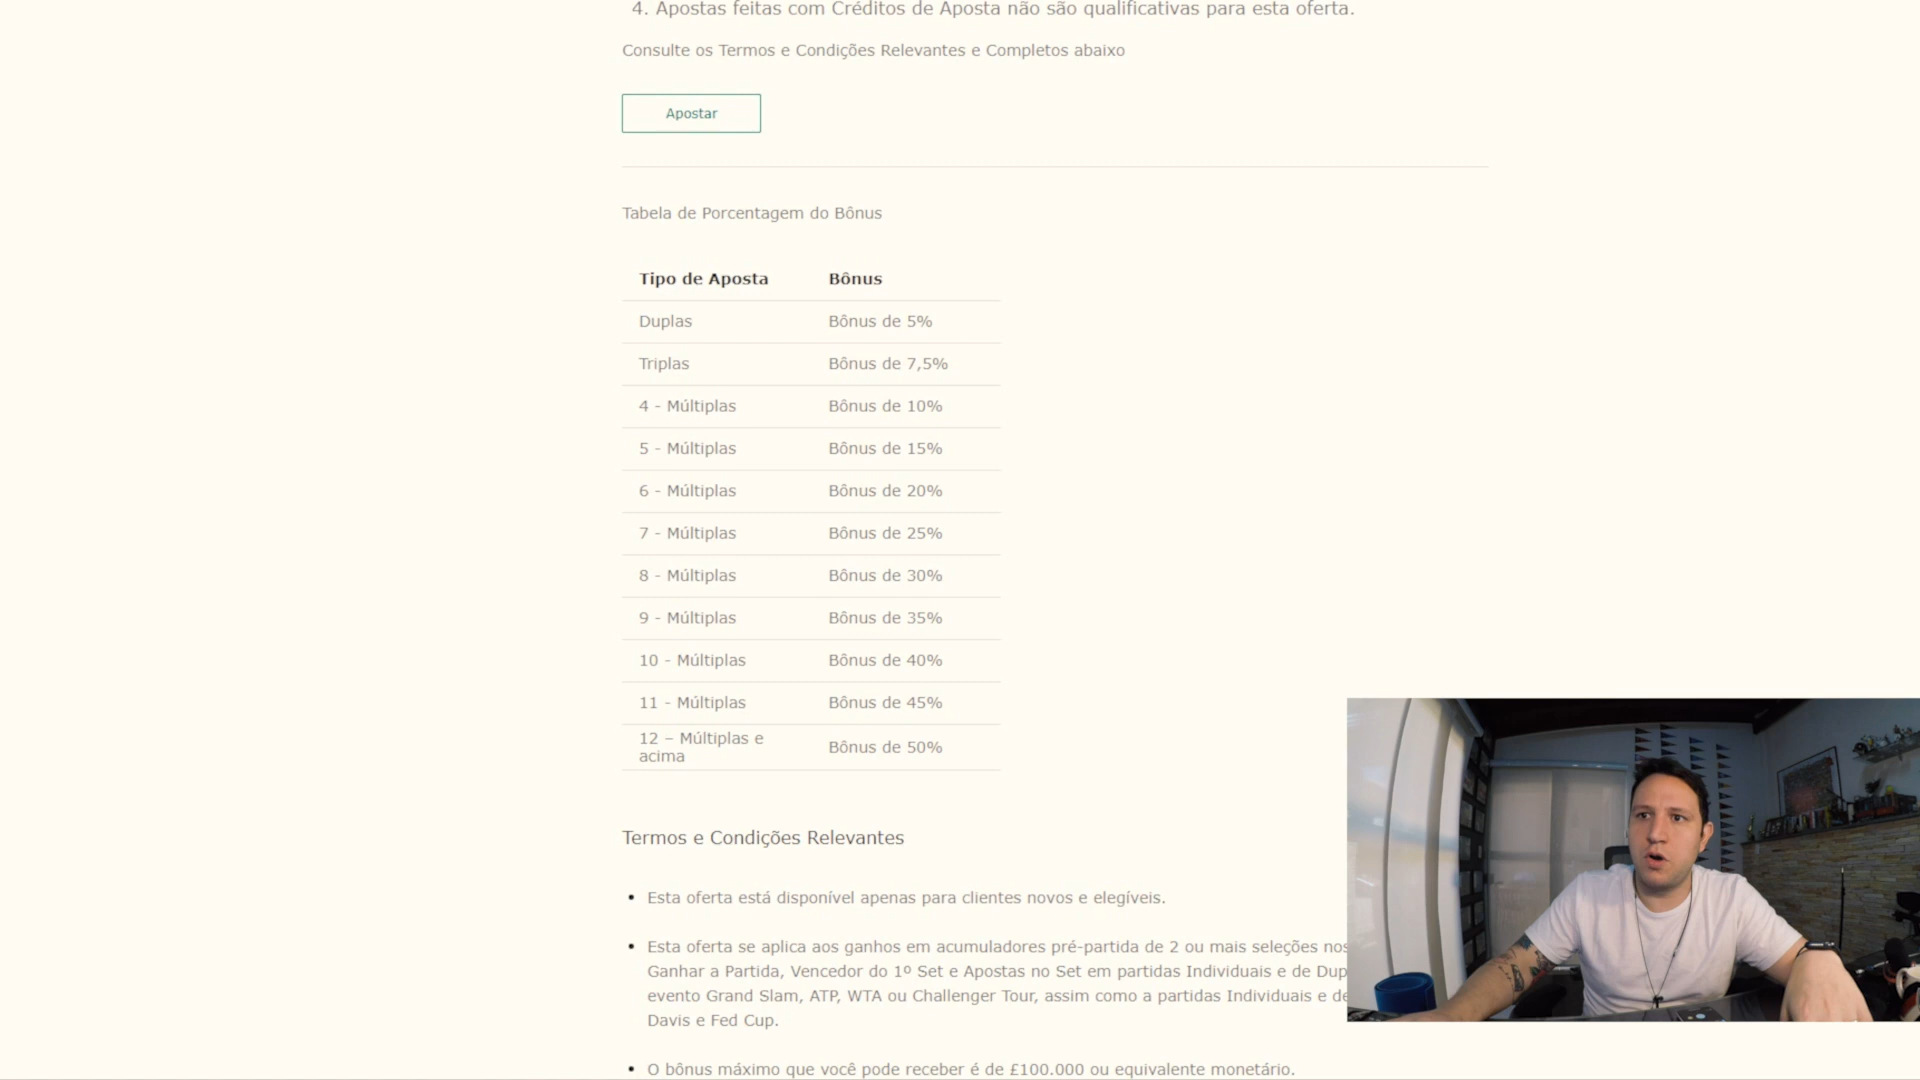 4. Apostas feitas com Créditos de Aposta não são qualificativas para esta oferta.
Consulte os Termos e Condições Relevantes e Completos abaixo
Apostar
Tabela de Porcentagem do Bônus
Tipo de Aposta Bônus
Duplas Bônus de 5%
Triplas Bônus de 7,5%
4 - Múltiplas Bônus de 10%
5 - Múltiplas Bônus de 15%
6 - Múltiplas Bônus de 20%
7 - Múltiplas Bônus de 25%
8 - Múltiplas Bônus de 30%
9 - Múltiplas Bônus de 35%
10 - Múltiplas Bônus de 40%
11 - Múltiplas Bônus de 45%
12 – Múltiplas e
acima Bônus de 50%
Termos e Condições Relevantes
• Esta oferta está disponível apenas para clientes novos e elegíveis.
• Esta oferta se aplica aos ganhos em acumuladores pré-partida de 2 ou mais seleções nos
Ganhar a Partida, Vencedor do 1º Set e Apostas no Set em partidas Individuais e de Dup
evento Grand Slam, ATP, WTA ou Challenger Tour, assim como a partidas Individuais e de
Davis e Fed Cup.
• O bônus máximo que você pode receber é de £100.000 ou equivalente monetário.